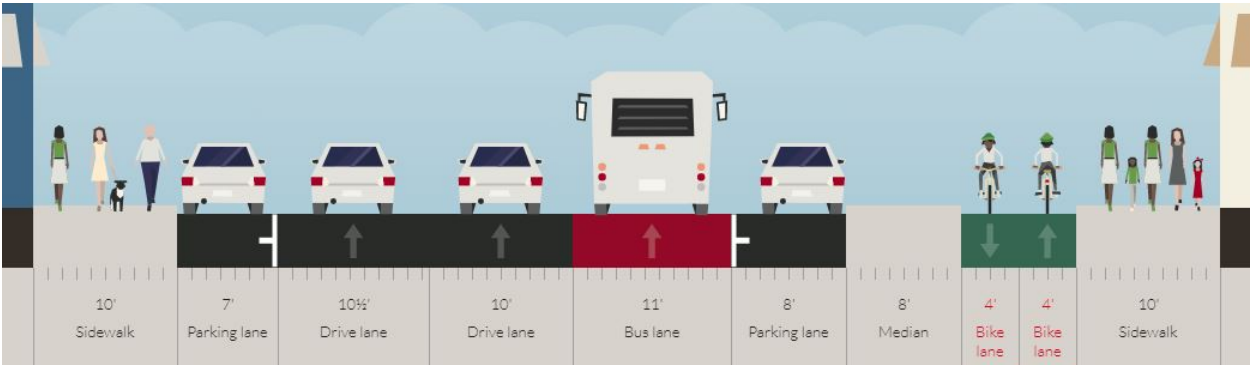 10' 7' 10½' 10' 11' 8' 8' 4' 4' 10'
Sidewalk Parking lane Drive lane Drive lane Bus lane Parking lane Median Bike Bike Sidewalk
lane lane